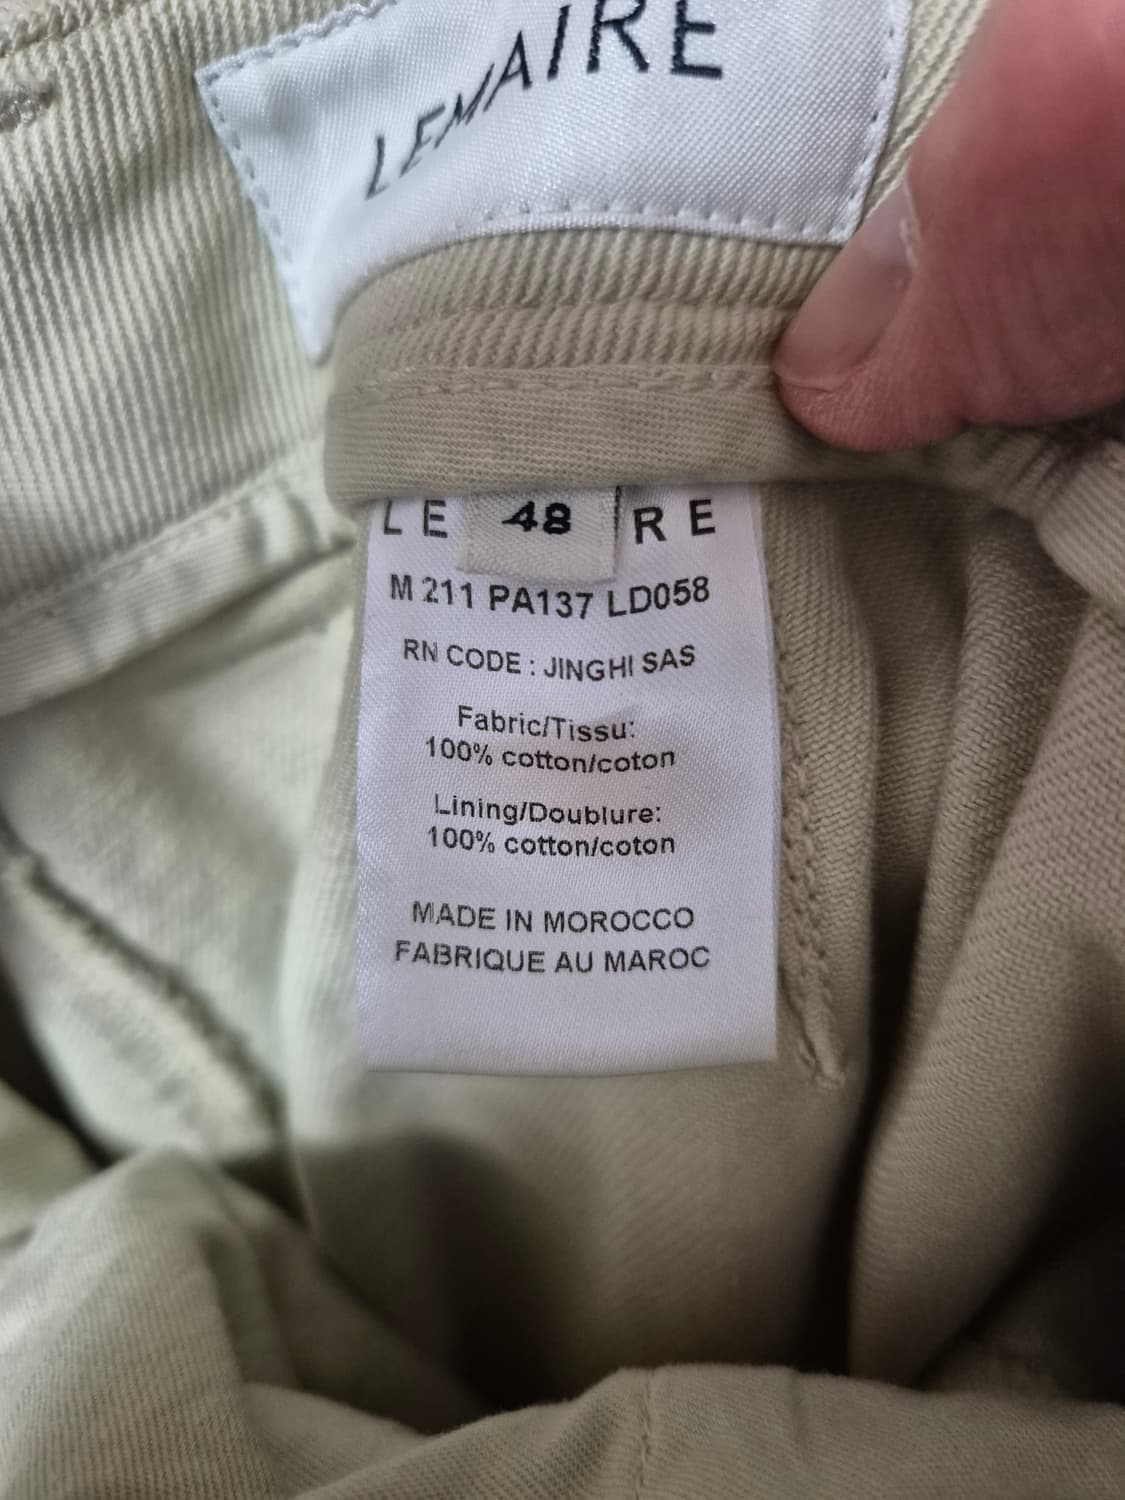 LEMAIRE
LE 48 RE
M 211 PA137 LD058
RN CODE : JINGHI SAS
Fabric/Tissu:
100% cotton/coton
Lining/Doublure:
100% cotton/coton
MADE IN MOROCCO
FABRIQUE AU MAROC